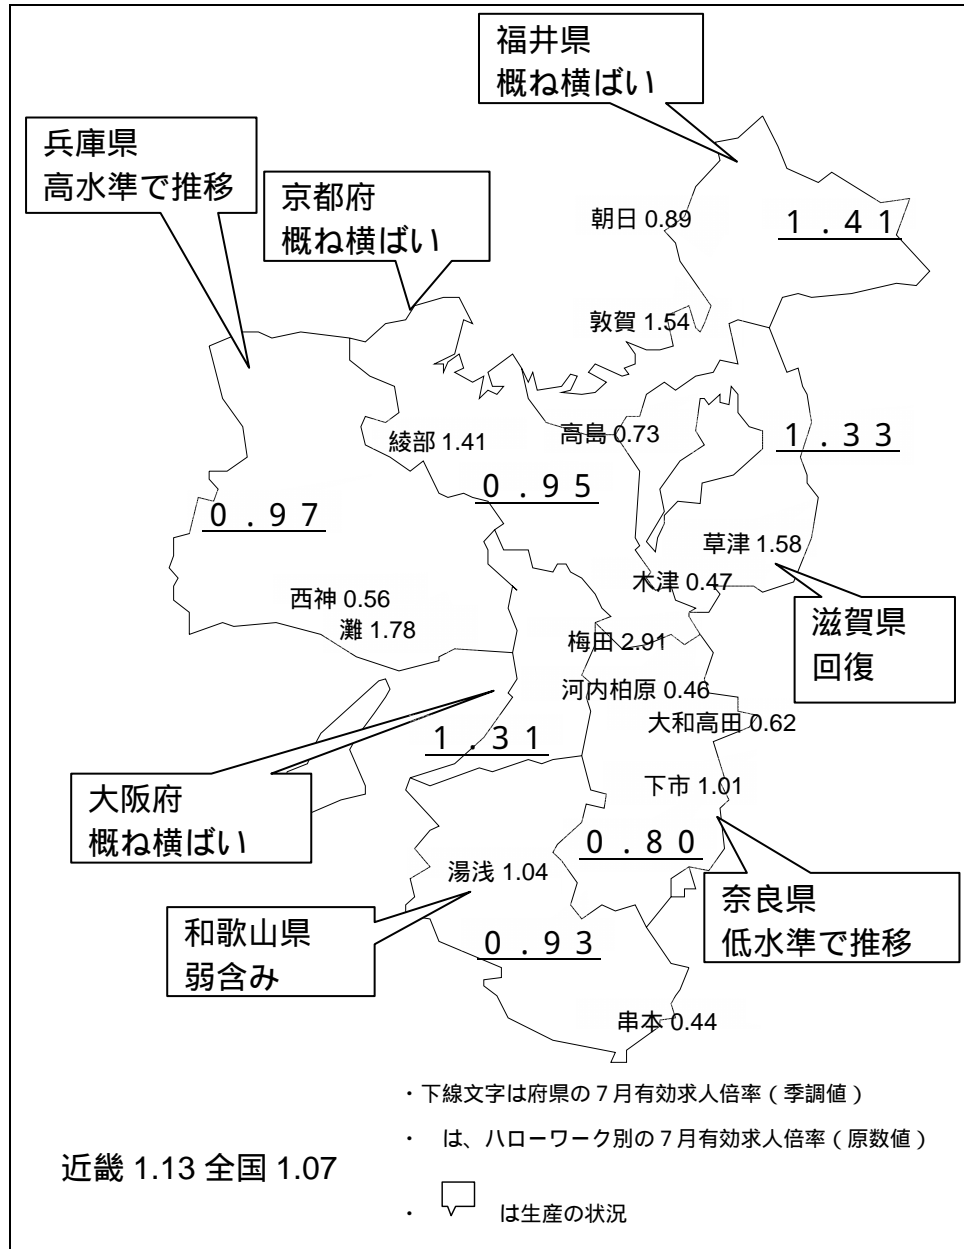 福井県
概ね横ばい
兵庫県
高水準で推移
京都府
概ね横ばい
朝日 0.89
1.41
敦賀 1.54
綾部 1.41
高島 0.73
1.33
0.95
0.97
草津 1.58
木津 0.47
西神 0.56
灘 1.78
滋賀県
回復
梅田 2.91
河内柏原 0.46
大和高田 0.62
1.31
下市 1.01
大阪府
概ね横ばい
0.80
湯浅 1.04
奈良県
低水準で推移
和歌山県
弱含み
0.93
串本 0.44
・下線文字は府県の7月有効求人倍率(季調値)
・ は、ハローワーク別の7月有効求人倍率(原数値)
近畿 1.13 全国 1.07
・ は生産の状況